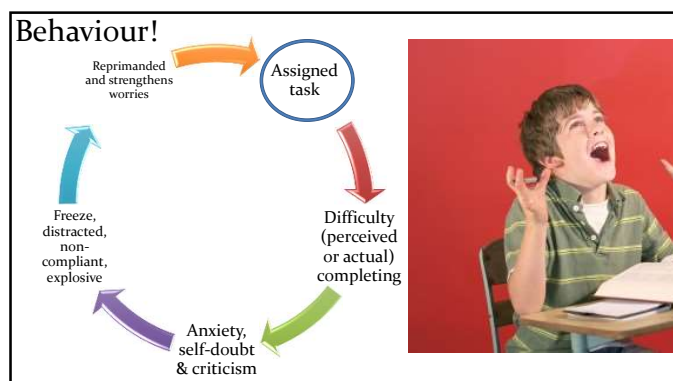 Behaviour!
Assigned
task
Difficulty
(perceived
or actual)
completing
Anxiety,
self-doubt
& criticism
Freeze,
distracted,
non-
compliant,
explosive
Reprimanded
and strengthens
worries